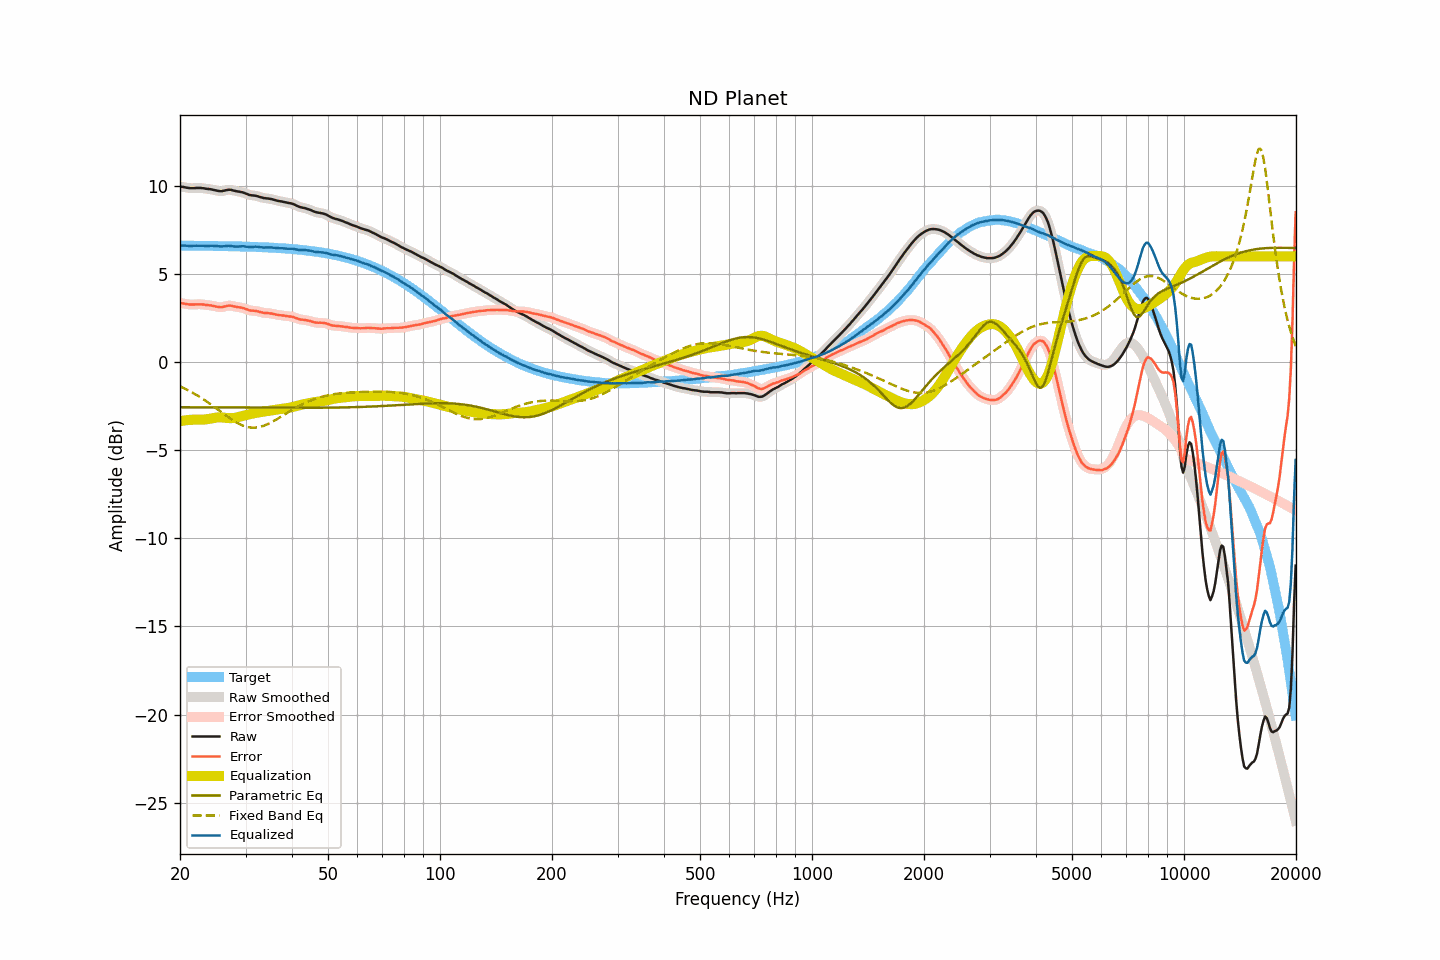 ND Planet
Amplitude (dBr)
10
5
0
−5
−10
−15
−20
−25
Target
Raw Smoothed
Error Smoothed
Raw
Error
Equalization
Parametric Eq
Fixed Band Eq
Equalized
20 50 100 200 500 1000 2000 5000 10000 20000
Frequency (Hz)